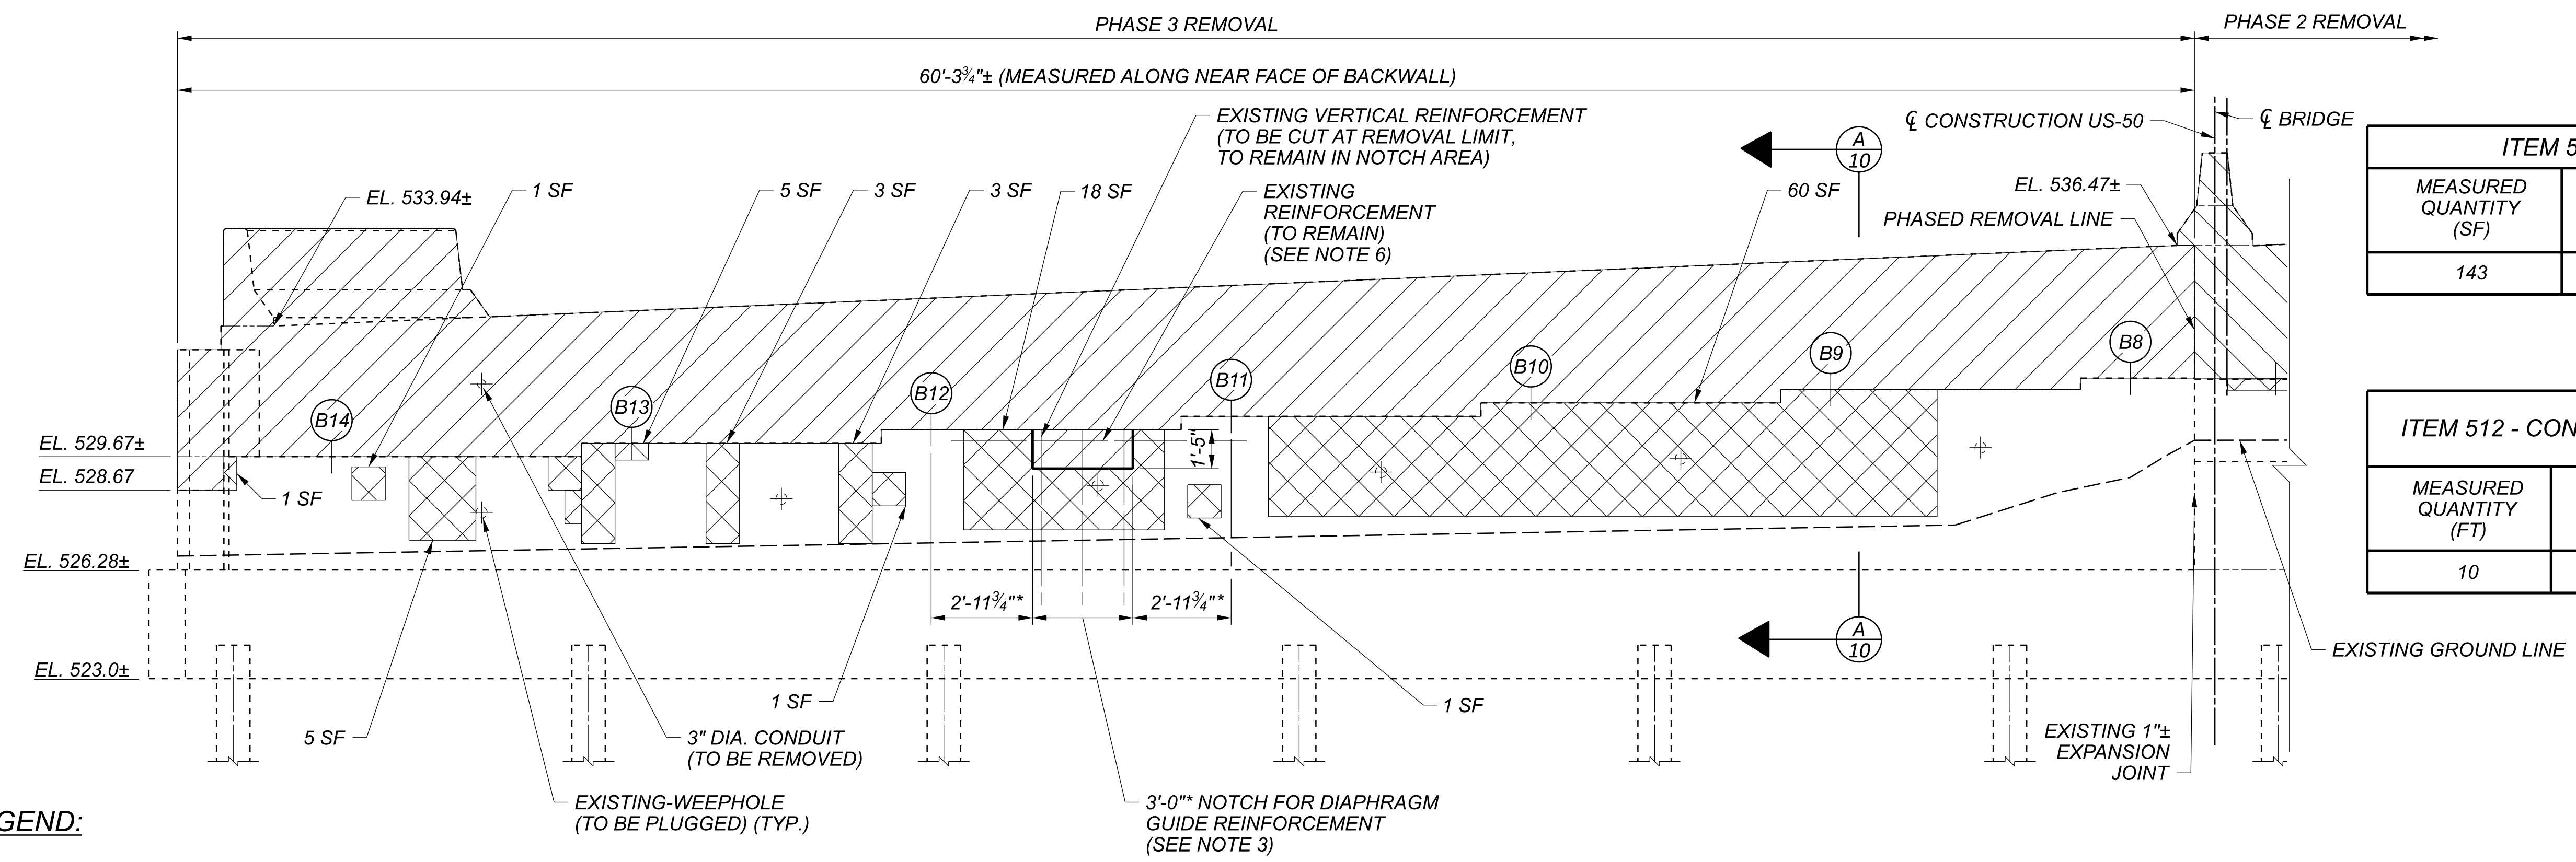 PHASE 3 REMOVAL
PHASE 2 REMOVAL
60'-3¾"± (MEASURED ALONG NEAR FACE OF BACKWALL)
EXISTING VERTICAL REINFORCEMENT
(TO BE CUT AT REMOVAL LIMIT,
TO REMAIN IN NOTCH AREA)
℄ CONSTRUCTION US-50
℄ BRIDGE
A
10
EL. 533.94±
1 SF
5 SF
3 SF
3 SF
18 SF
EXISTING
REINFORCEMENT
(TO REMAIN)
(SEE NOTE 6)
60 SF
EL. 536.47±
PHASED REMOVAL LINE
ITEM 5
MEASURED
QUANTITY
(SF)
143
B14
B13
B12
B11
B10
B9
B8
EL. 529.67±
EL. 528.67
1 SF
1'-5"
EL. 526.28±
2'-11¾"*
2'-11¾"*
EL. 523.0±
A
10
ITEM 512 - CON
MEASURED
QUANTITY
(FT)
10
EXISTING GROUND LINE
5 SF
3" DIA. CONDUIT
(TO BE REMOVED)
1 SF
1 SF
EXISTING 1"±
EXPANSION
JOINT
EXISTING-WEEPHOLE
(TO BE PLUGGED) (TYP.)
3'-0"* NOTCH FOR DIAPHRAGM
GUIDE REINFORCEMENT
(SEE NOTE 3)
GEND: